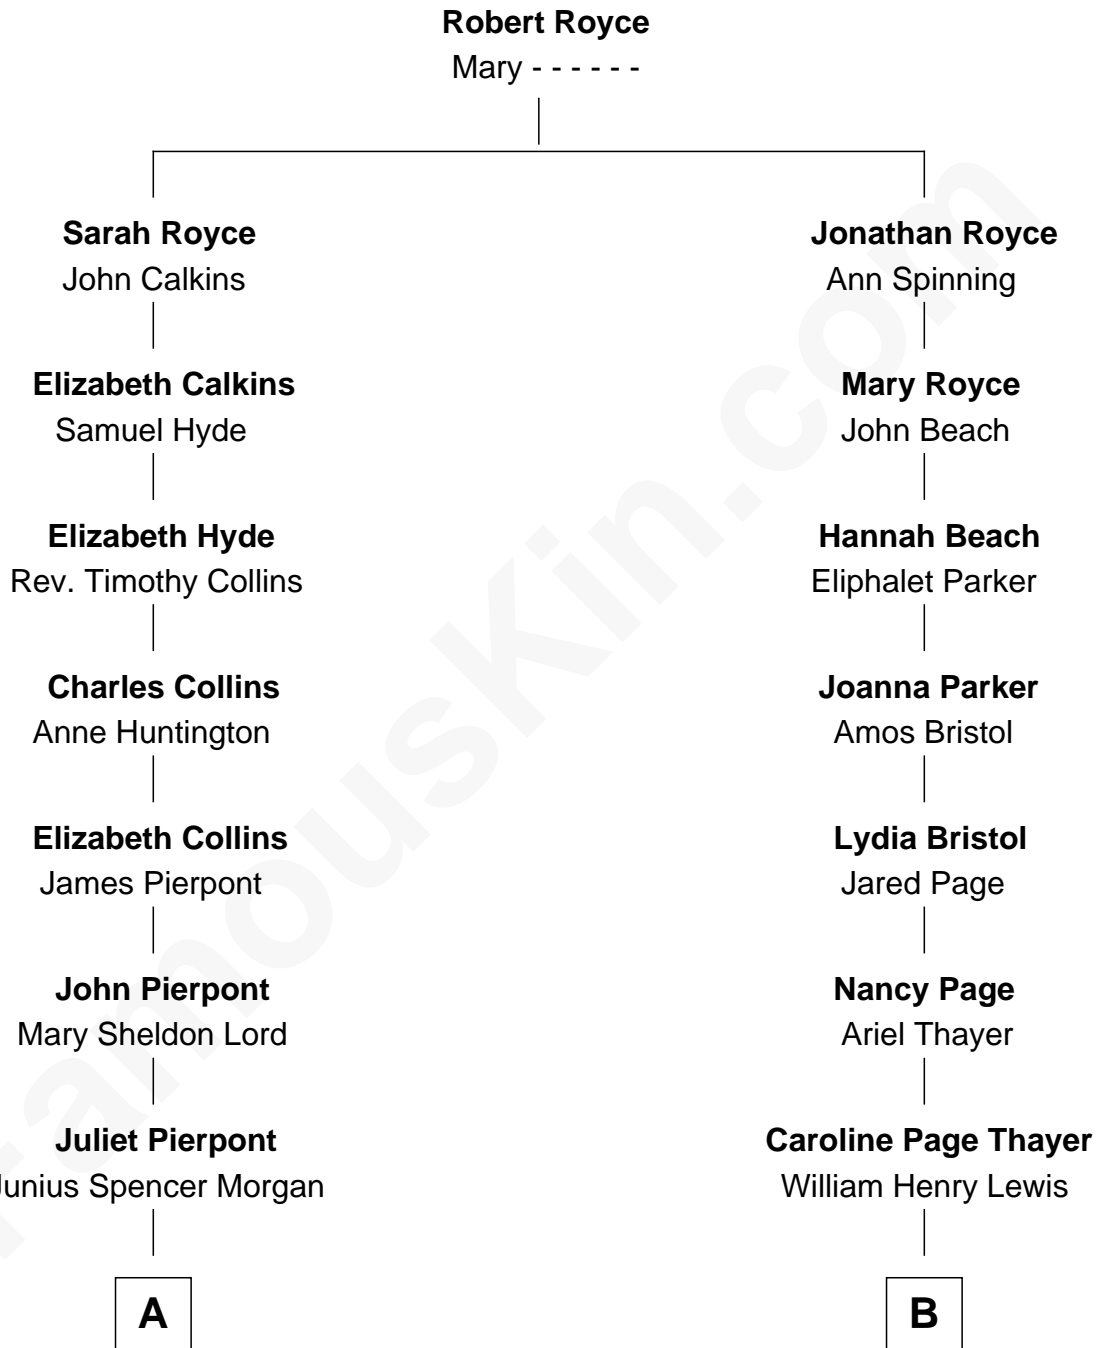 Robert Royce
Mary - - - - - -
Sarah Royce
John Calkins
Jonathan Royce
Ann Spinning
Elizabeth Calkins
Samuel Hyde
Mary Royce
John Beach
Elizabeth Hyde
Rev. Timothy Collins
Hannah Beach
Eliphalet Parker
Charles Collins
Anne Huntington
Joanna Parker
Amos Bristol
Elizabeth Collins
James Pierpont
Lydia Bristol
Jared Page
John Pierpont
Mary Sheldon Lord
Nancy Page
Ariel Thayer
Juliet Pierpont
Junius Spencer Morgan
Caroline Page Thayer
William Henry Lewis
A
B
FamousKin.com